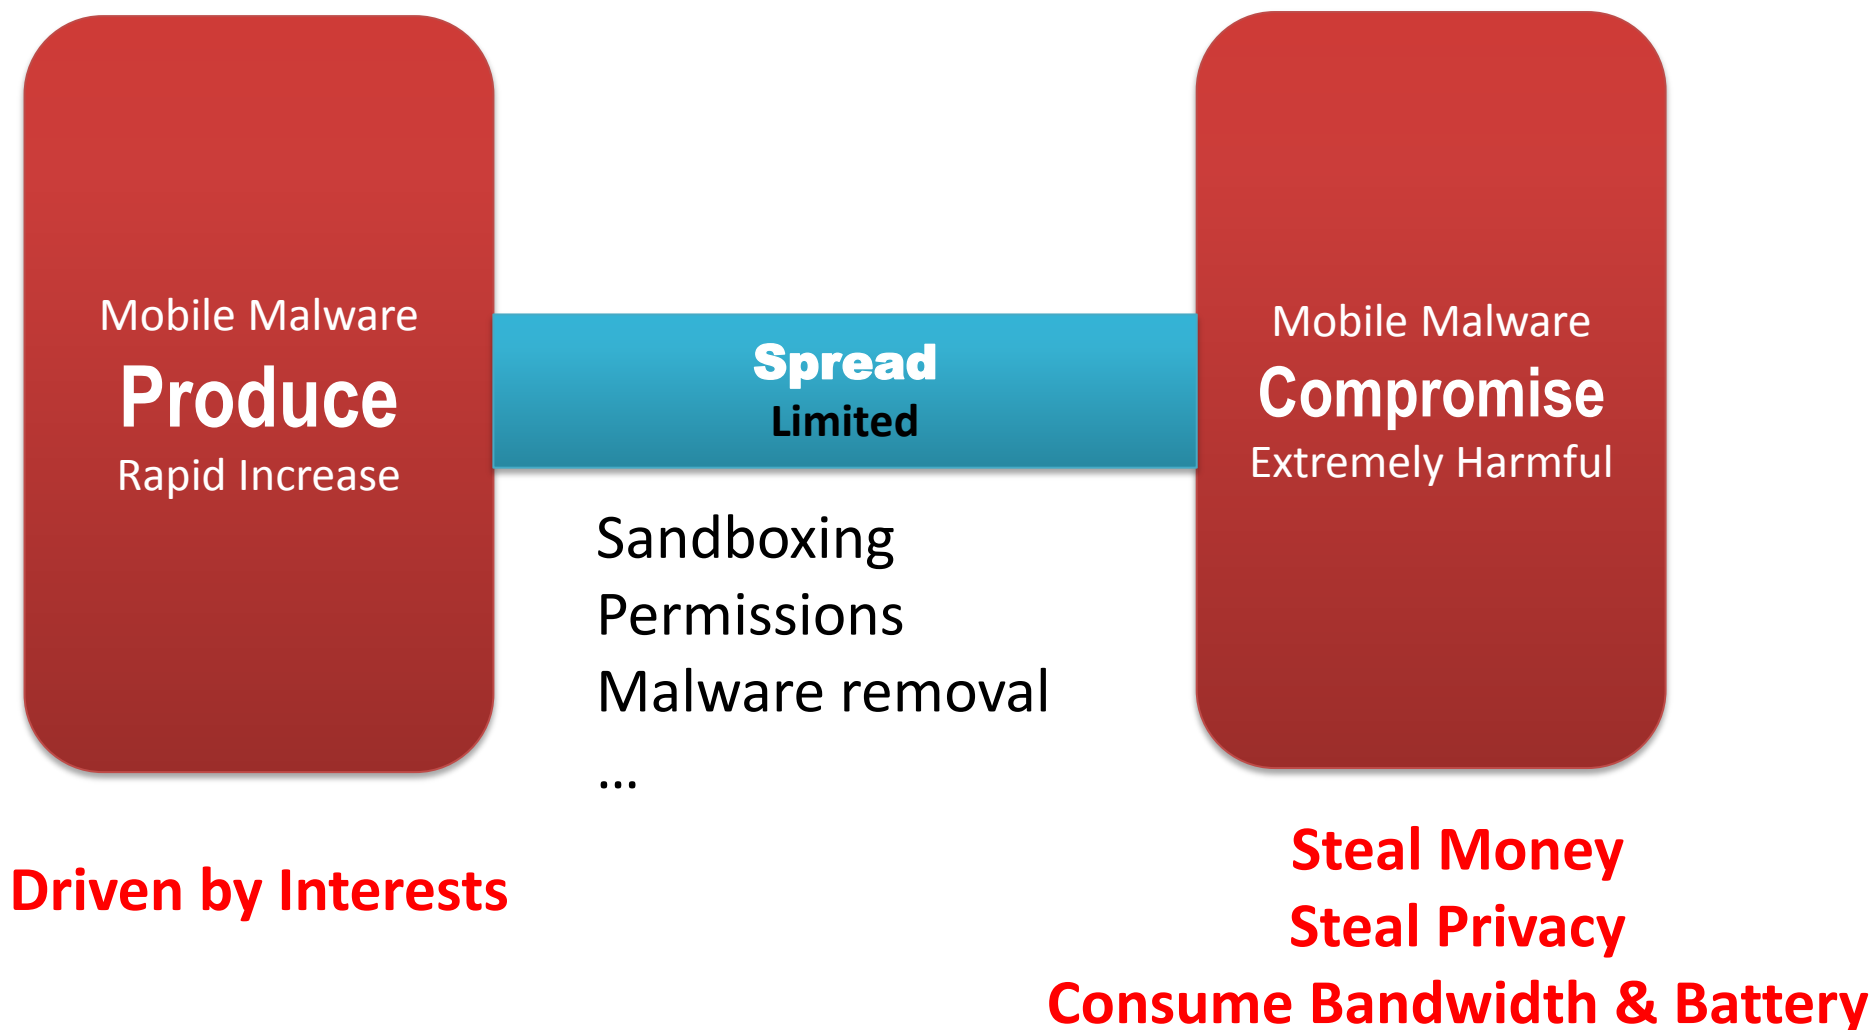 Mobile Malware
Produce
Rapid Increase
Driven by Interests
Spread
Limited
Sandboxing
Permissions
Malware removal
...
Mobile Malware
Compromise
Extremely Harmful
Steal Money
Steal Privacy
Consume Bandwidth & Battery